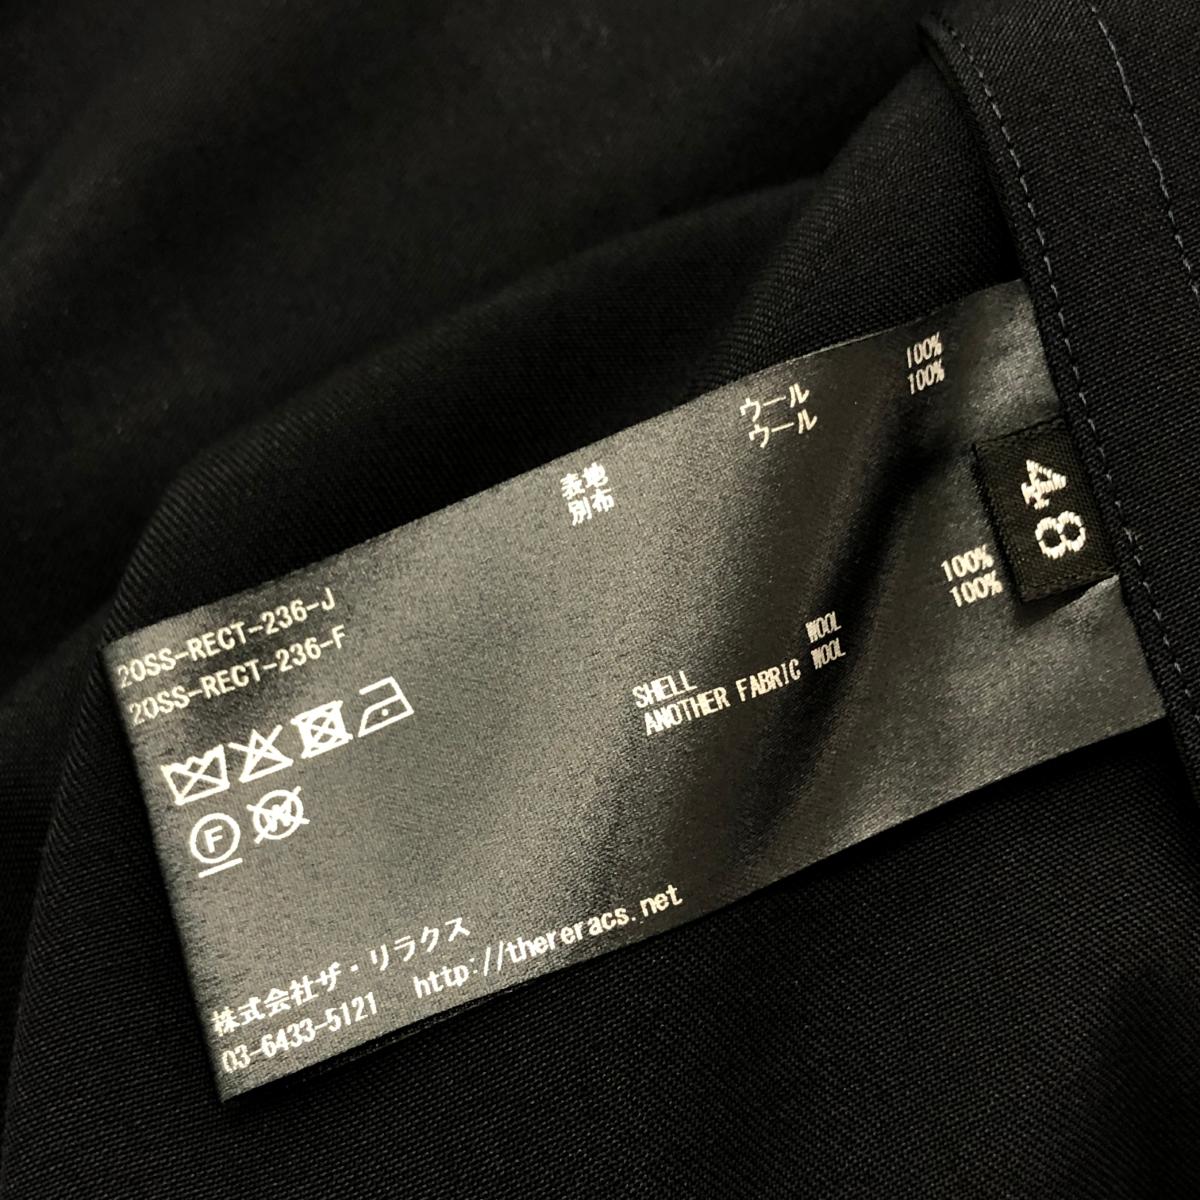 20SS-RECT-236-J
20SS-RECT-236-F
表地 ウール 100%
別布 ウール 100%
SHELL WOOL 100%
ANOTHER FABRIC WOOL 100%
F
W
株式会社ザ・リラクス
03-6433-5121 http://thereracs.net
48